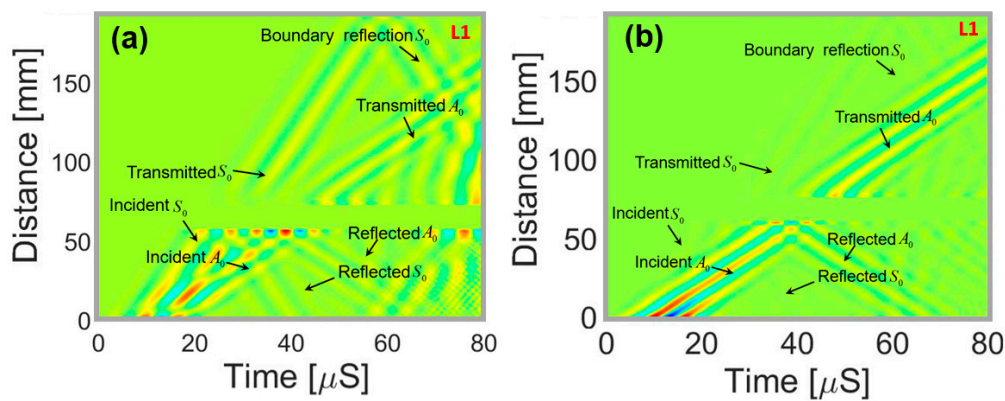 (a)
L1
Boundary reflection S0
Transmitted A0
Transmitted S0
Incident S0
Incident A0
Reflected A0
Reflected S0
Distance [mm]
150
100
50
0
0
20
40
60
80
Time [μS]
(b)
L1
Boundary reflection S0
Transmitted A0
Transmitted S0
Incident S0
Incident A0
Reflected A0
Reflected S0
Distance [mm]
150
100
50
0
0
20
40
60
80
Time [μS]